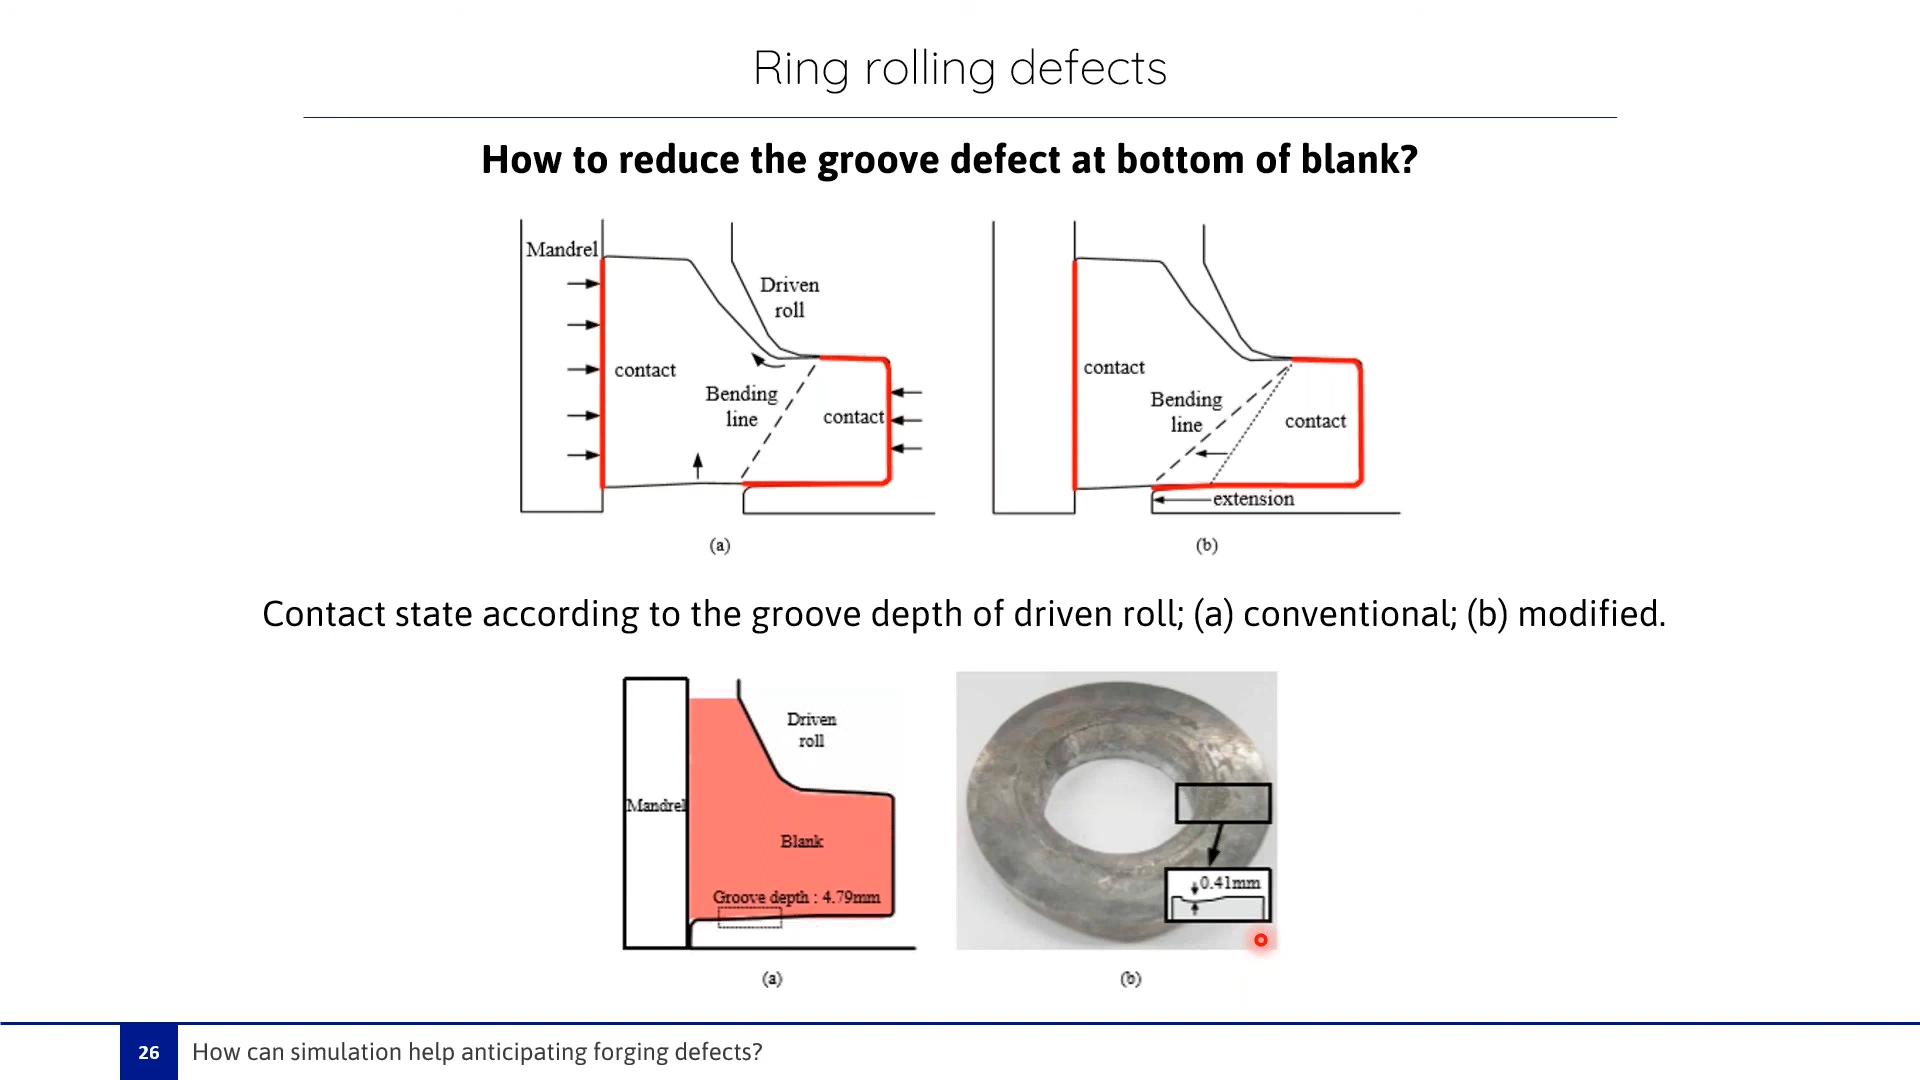 Ring rolling defects
How to reduce the groove defect at bottom of blank?
Mandrel
Driven
roll
contact
Bending
line
contact
(a)
contact
Bending
line
contact
extension
(b)
Contact state according to the groove depth of driven roll; (a) conventional; (b) modified.
Driven
roll
Mandrel
Blank
Groove depth : 4.79mm
(a)
0.41mm
(b)
26
How can simulation help anticipating forging defects?